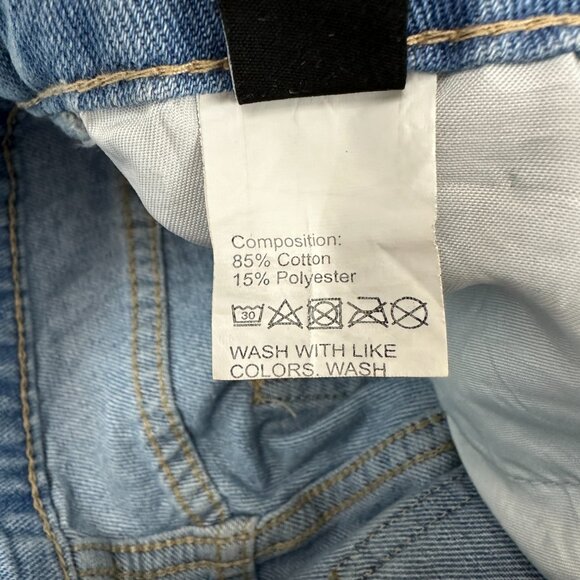 Composition:
85% Cotton
15% Polyester
30
WASH WITH LIKE
COLORS. WASH